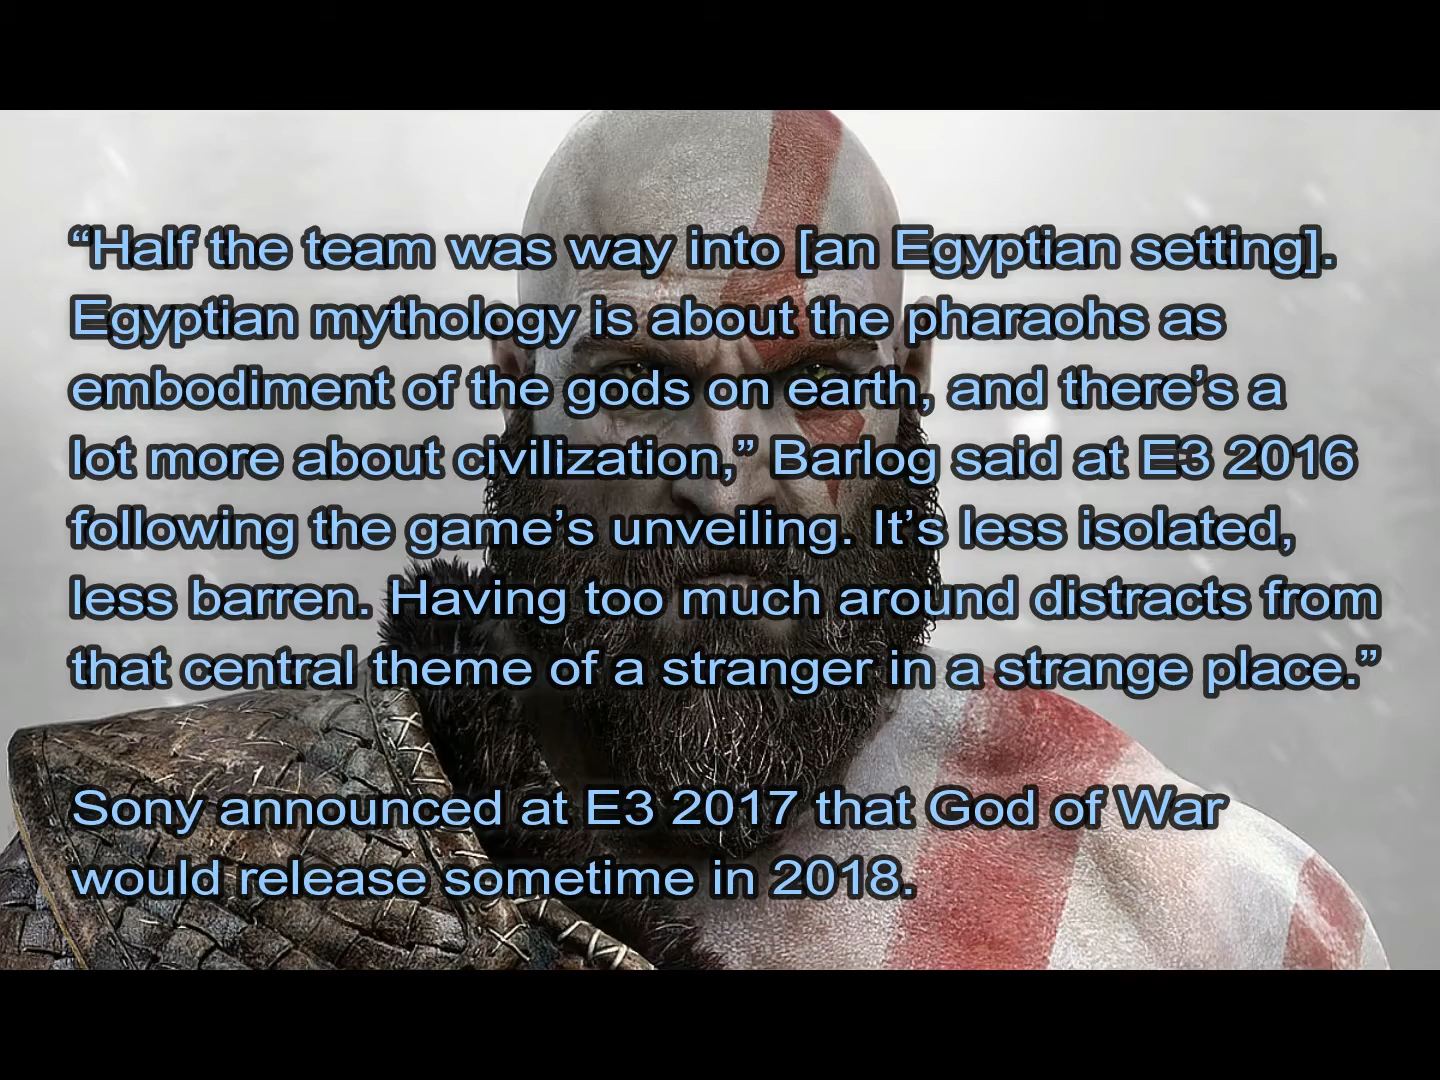 “Half the team was way into [an Egyptian setting].
Egyptian mythology is about the pharaohs as
embodiment of the gods on earth, and there’s a
lot more about civilization,” Barlog said at E3 2016
following the game’s unveiling. It’s less isolated,
less barren. Having too much around distracts from
that central theme of a stranger in a strange place.”
Sony announced at E3 2017 that God of War
would release sometime in 2018.